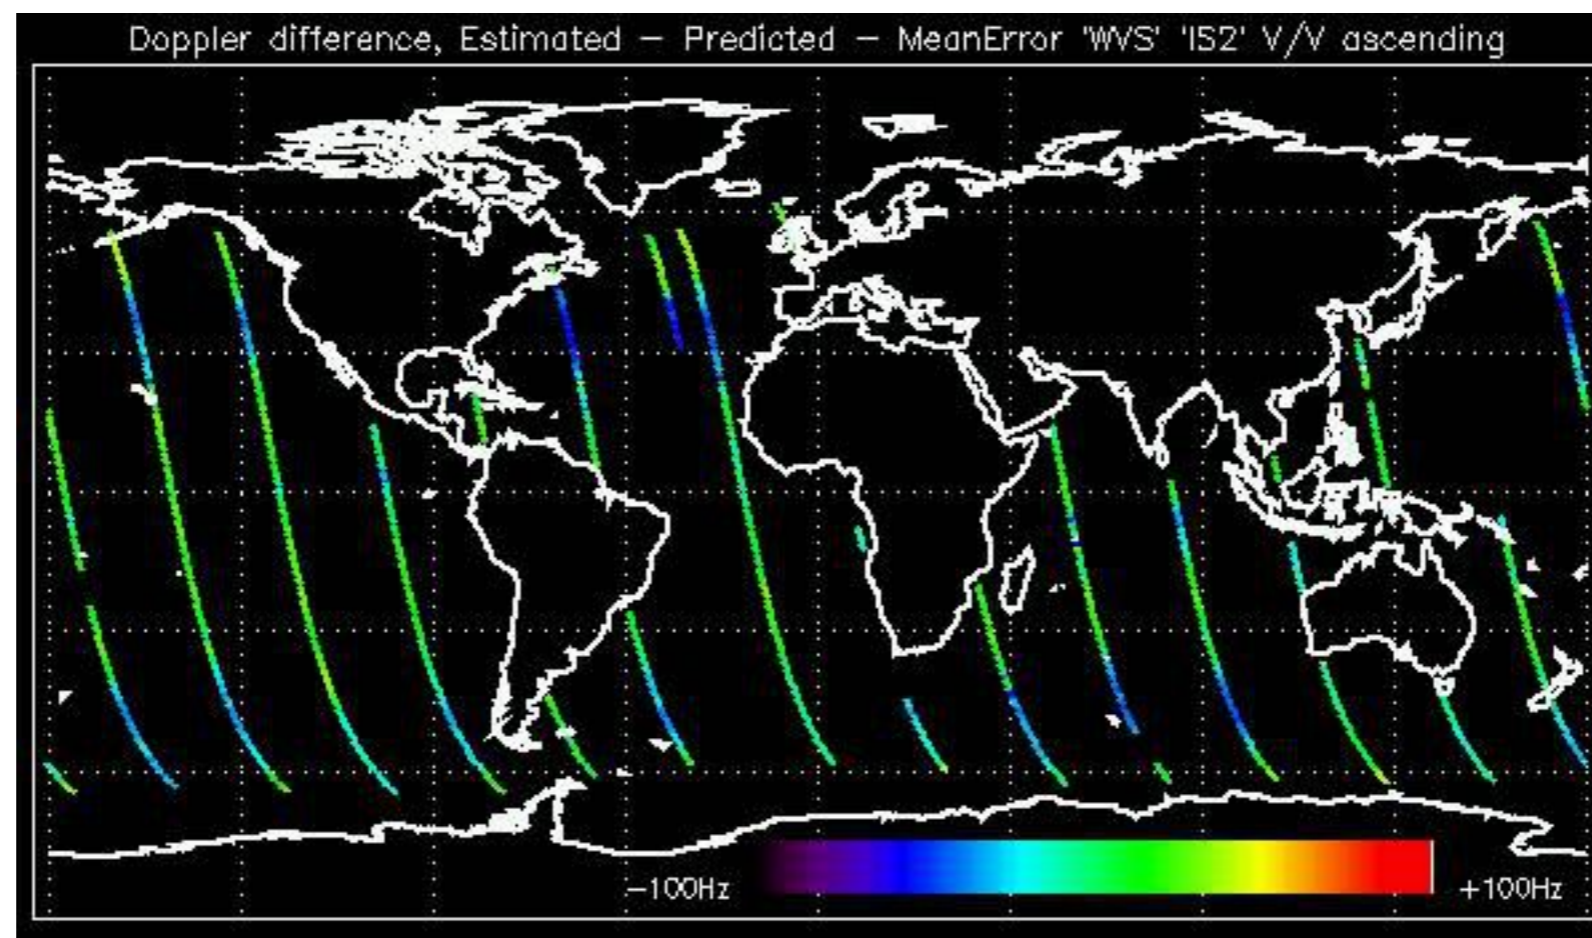 Doppler difference, Estimated – Predicted – MeanError 'WVS' 'IS2' V/V ascending
–100Hz
+100Hz